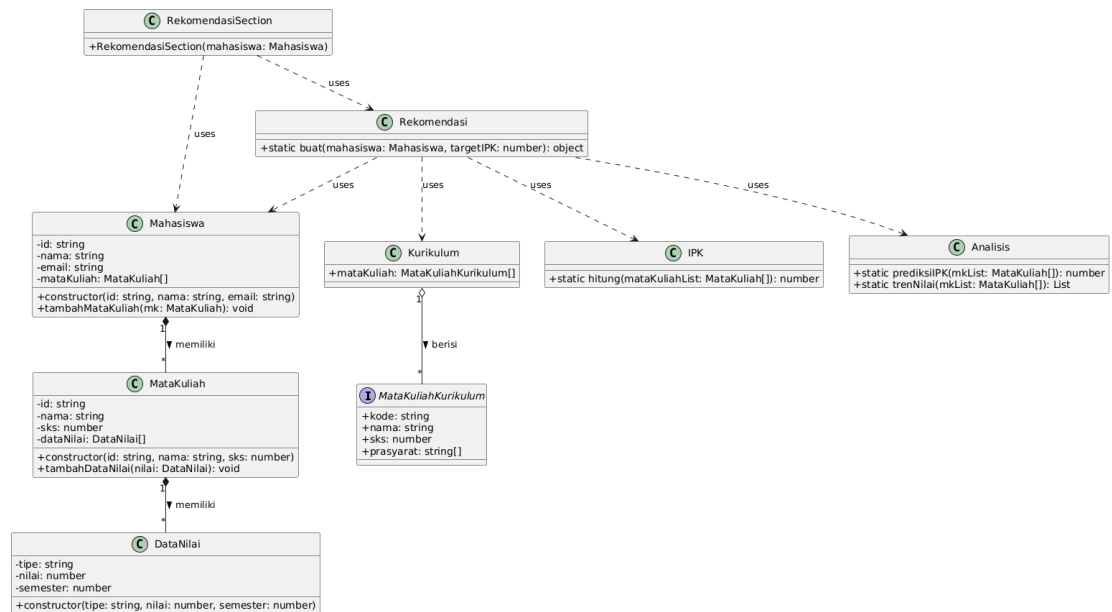 C RekomendasiSection
+RekomendasiSection(mahasiswa: Mahasiswa)
uses
uses
C Rekomendasi
+static buat(mahasiswa: Mahasiswa, targetIPK: number): object
uses
uses
uses
uses
C Mahasiswa
-id: string
-nama: string
-email: string
-mataKuliah: MataKuliah[]
+constructor(id: string, nama: string, email: string)
+tambahMataKuliah(mk: MataKuliah): void
C Kurikulum
+mataKuliah: MataKuliahKurikulum[]
C IPK
+static hitung(mataKuliahList: MataKuliah[]): number
C Analisis
+static prediksiIPK(mkList: MataKuliah[]): number
+static trenNilai(mkList: MataKuliah[]): List
1
memiliki
*
1
berisi
*
C MataKuliah
-id: string
-nama: string
-sks: number
-dataNilai: DataNilai[]
+constructor(id: string, nama: string, sks: number)
+tambahDataNilai(nilai: DataNilai): void
I MataKuliahKurikulum
+kode: string
+nama: string
+sks: number
+prasyarat: string[]
1
memiliki
*
C DataNilai
-tipe: string
-nilai: number
-semester: number
+constructor(tipe: string, nilai: number, semester: number)